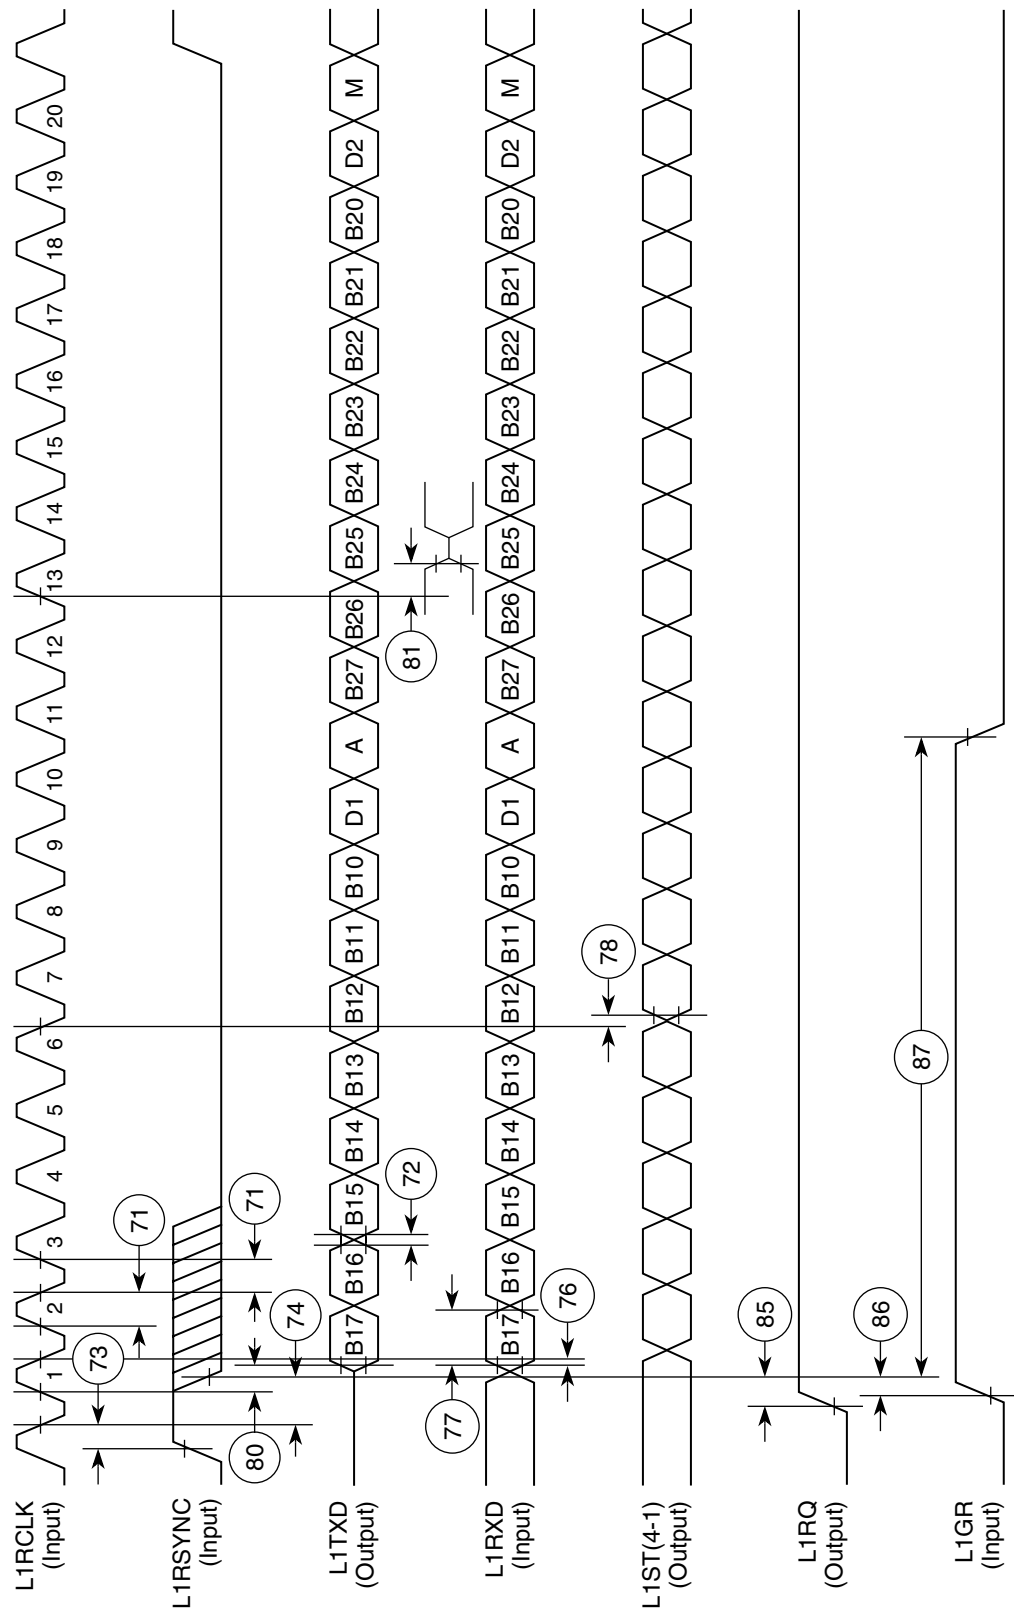 L1RCLK
(Input)
1
2
3
4
5
6
7
8
9
10
11
12
13
14
15
16
17
18
19
20
73
71
L1RSYNC
(Input)
80
74
71
L1TXD
(Output)
B17
B16
B15
B14
B13
B12
B11
B10
D1
A
B27
B26
B25
B24
B23
B22
B21
B20
D2
M
77
72
81
L1RXD
(Input)
B17
B16
B15
B14
B13
B12
B11
B10
D1
A
B27
B26
B25
B24
B23
B22
B21
B20
D2
M
76
78
L1ST(4-1)
(Output)
85
L1RQ
(Output)
86
87
L1GR
(Input)